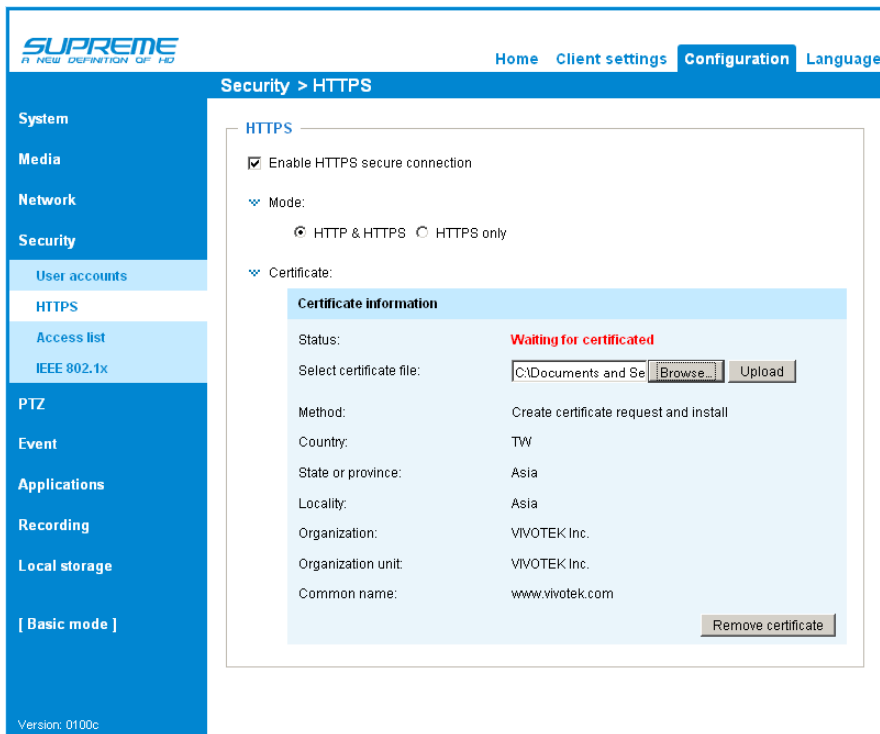 SUPREME
A NEW DEFINITION OF HD
Home Client settings Configuration Language
Security > HTTPS
System
Media
Network
Security
User accounts
HTTPS
Access list
IEEE 802.1x
PTZ
Event
Applications
Recording
Local storage
[ Basic mode ]
Version: 0100c
HTTPS
Enable HTTPS secure connection
Mode:
HTTP & HTTPS HTTPS only
Certificate:
Certificate information
Status: Waiting for certificated
Select certificate file: C:\Documents and Se Browse... Upload
Method: Create certificate request and install
Country: TW
State or province: Asia
Locality: Asia
Organization: VIVOTEK Inc.
Organization unit: VIVOTEK Inc.
Common name: www.vivotek.com
Remove certificate